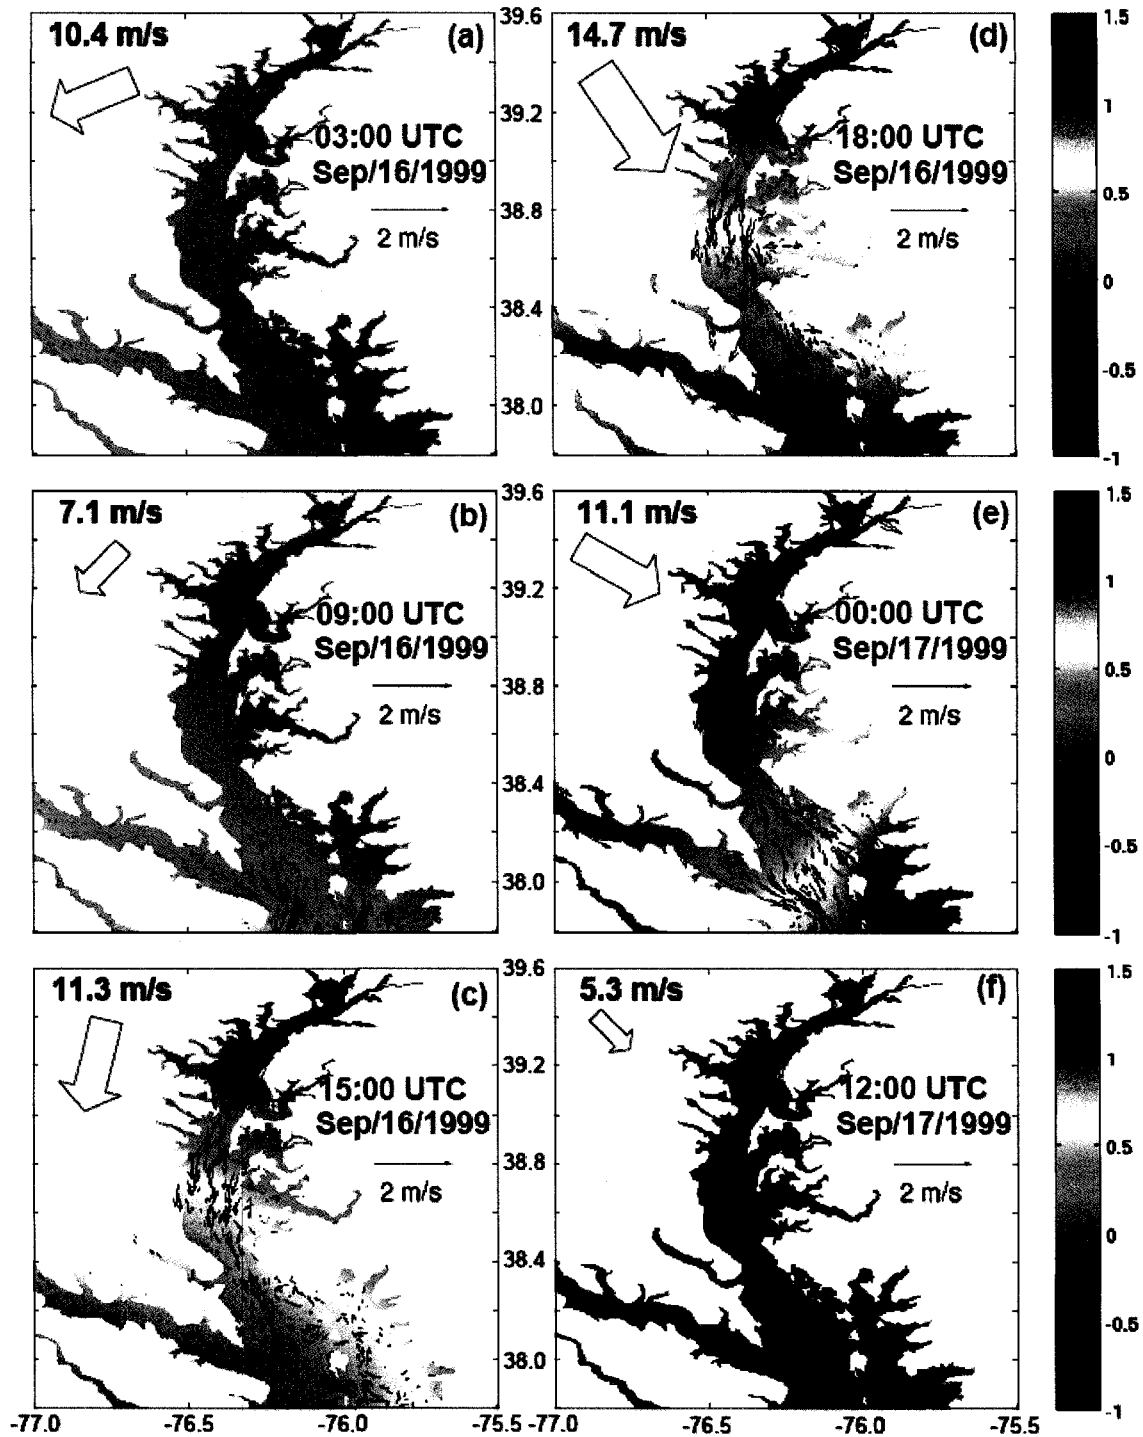 10.4 m/s
(a)
03:00 UTC
Sep/16/1999
2 m/s
39.6
39.2
38.8
38.4
38.0
14.7 m/s
(d)
18:00 UTC
Sep/16/1999
2 m/s
1.5
1
0.5
0
-0.5
-1
7.1 m/s
(b)
09:00 UTC
Sep/16/1999
2 m/s
39.6
39.2
38.8
38.4
38.0
11.1 m/s
(e)
00:00 UTC
Sep/17/1999
2 m/s
1.5
1
0.5
0
-0.5
-1
11.3 m/s
(c)
15:00 UTC
Sep/16/1999
2 m/s
39.6
39.2
38.8
38.4
38.0
-77.0
-76.5
-76.0
75.5
5.3 m/s
(f)
12:00 UTC
Sep/17/1999
2 m/s
-77.0
-76.5
-76.0
-75.5
1.5
1
0.5
0
-0.5
-1